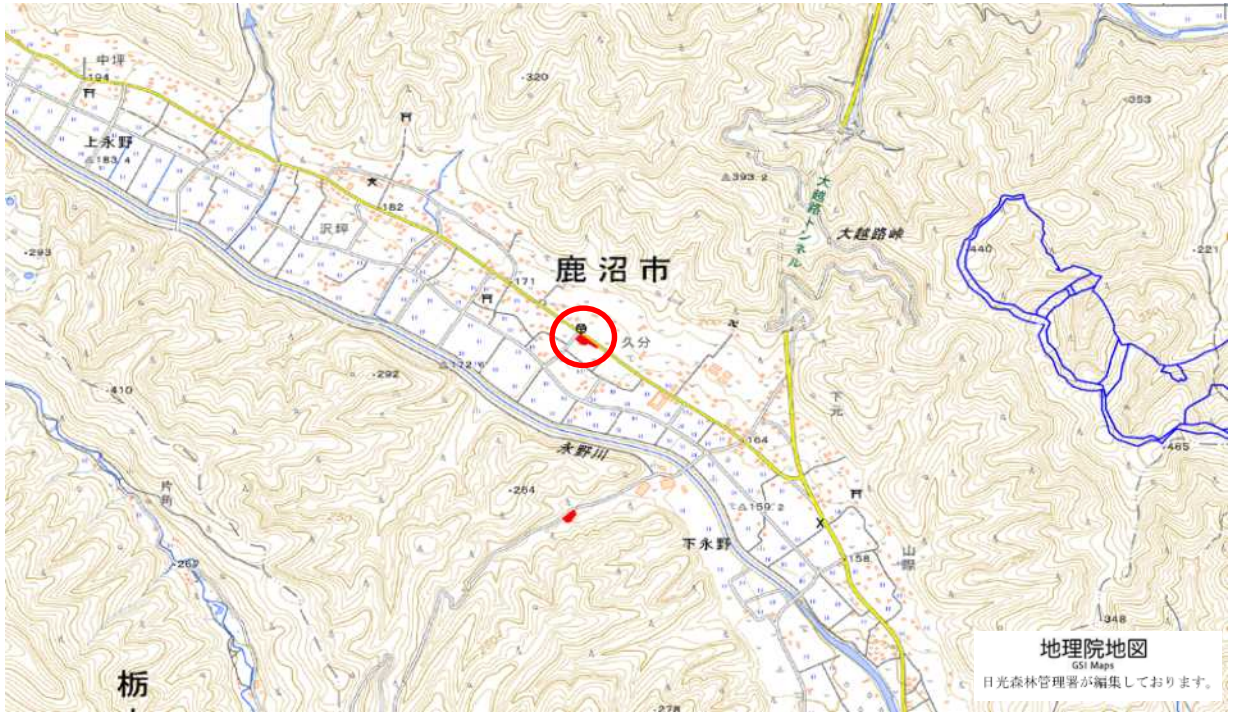 中坪
194
上永野
183.4
320
353
182
沢坪
293
393.2
大越路トンネル
大越路峠
440
221
鹿沼市
171
久分
292
172.6
410
465
下元
164
永野川
264
片的
159.2
下永野
262
158
山際
348
278
栃
地理院地図
GSI Maps
日光森林管理署が編集しております。